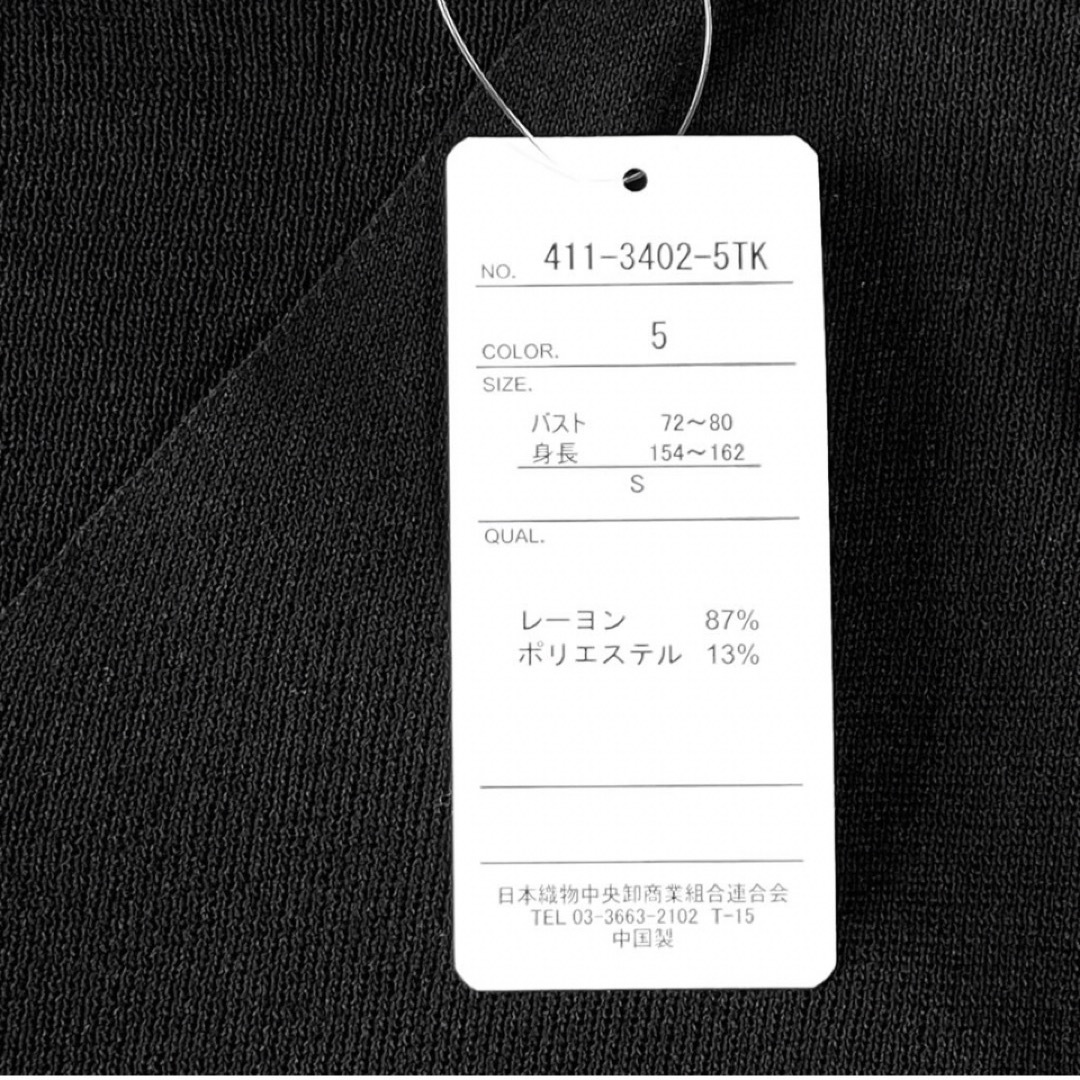 NO. 411-3402-5TK
COLOR. 5
SIZE.
バスト 72～80
身長 154～162
S
QUAL.
レーヨン 87%
ポリエステル 13%
日本織物中央卸商業組合連合会
TEL 03-3663-2102 T-15
中国製